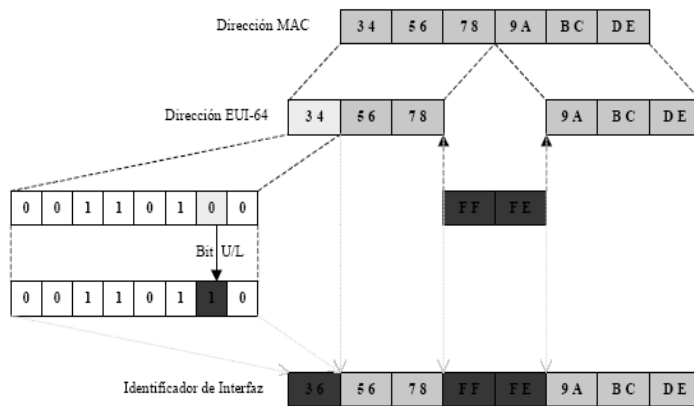 Dirección MAC 34 56 78 9A BC DE
Dirección EUI-64 34 56 78 9A BC DE
0 0 1 1 0 1 0 0 FF FE
Bit U/L
0 0 1 1 0 1 1 0
Identificador de Interfaz 36 56 78 FF FE 9A BC DE